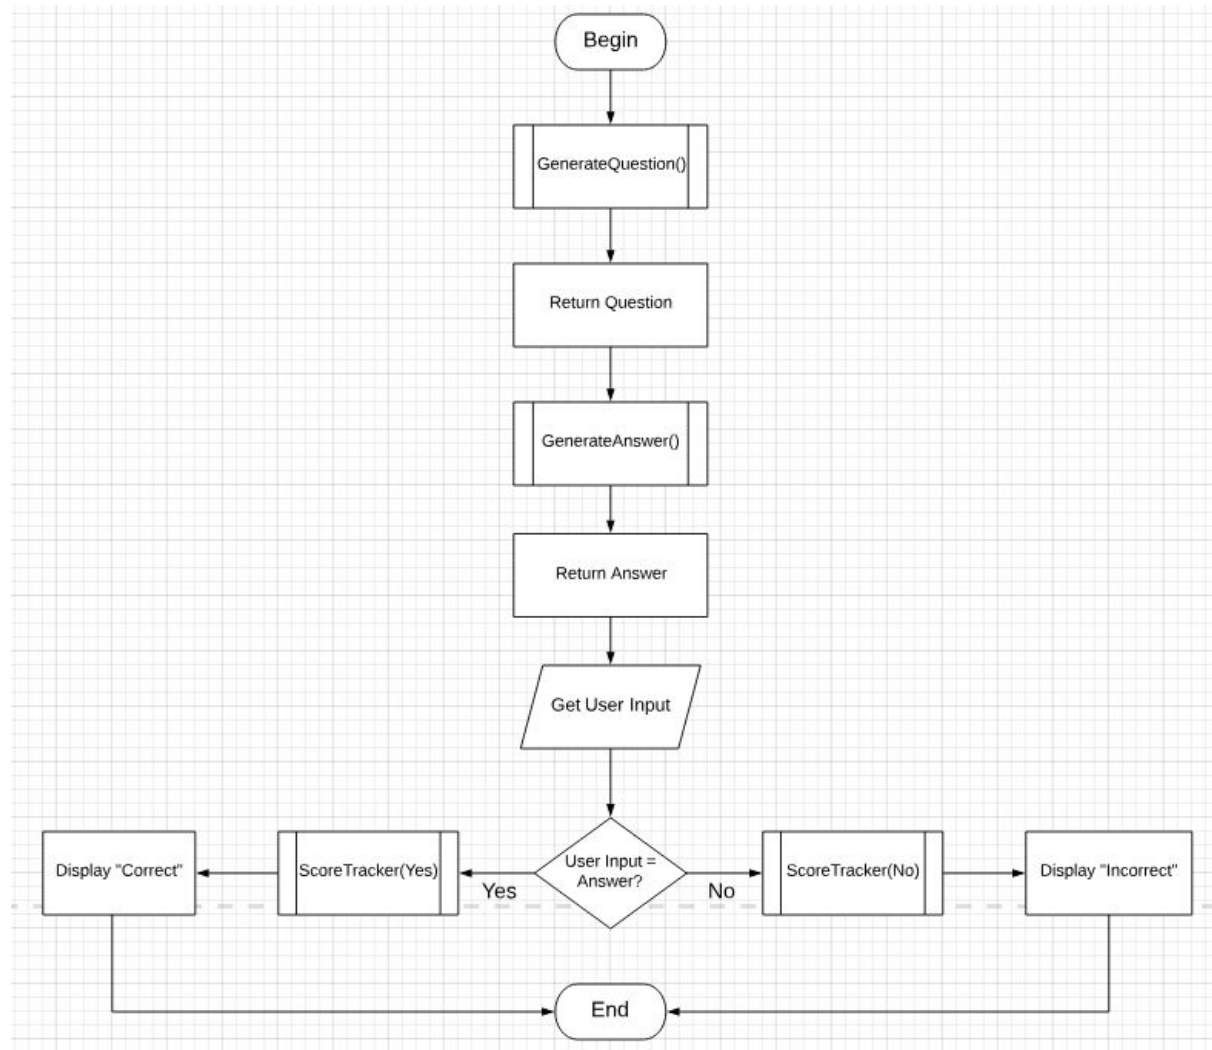 Begin
GenerateQuestion()
Return Question
GenerateAnswer()
Return Answer
Get User Input
User Input =
Answer?
Yes
No
ScoreTracker(Yes)
ScoreTracker(No)
Display "Correct"
Display "Incorrect"
End